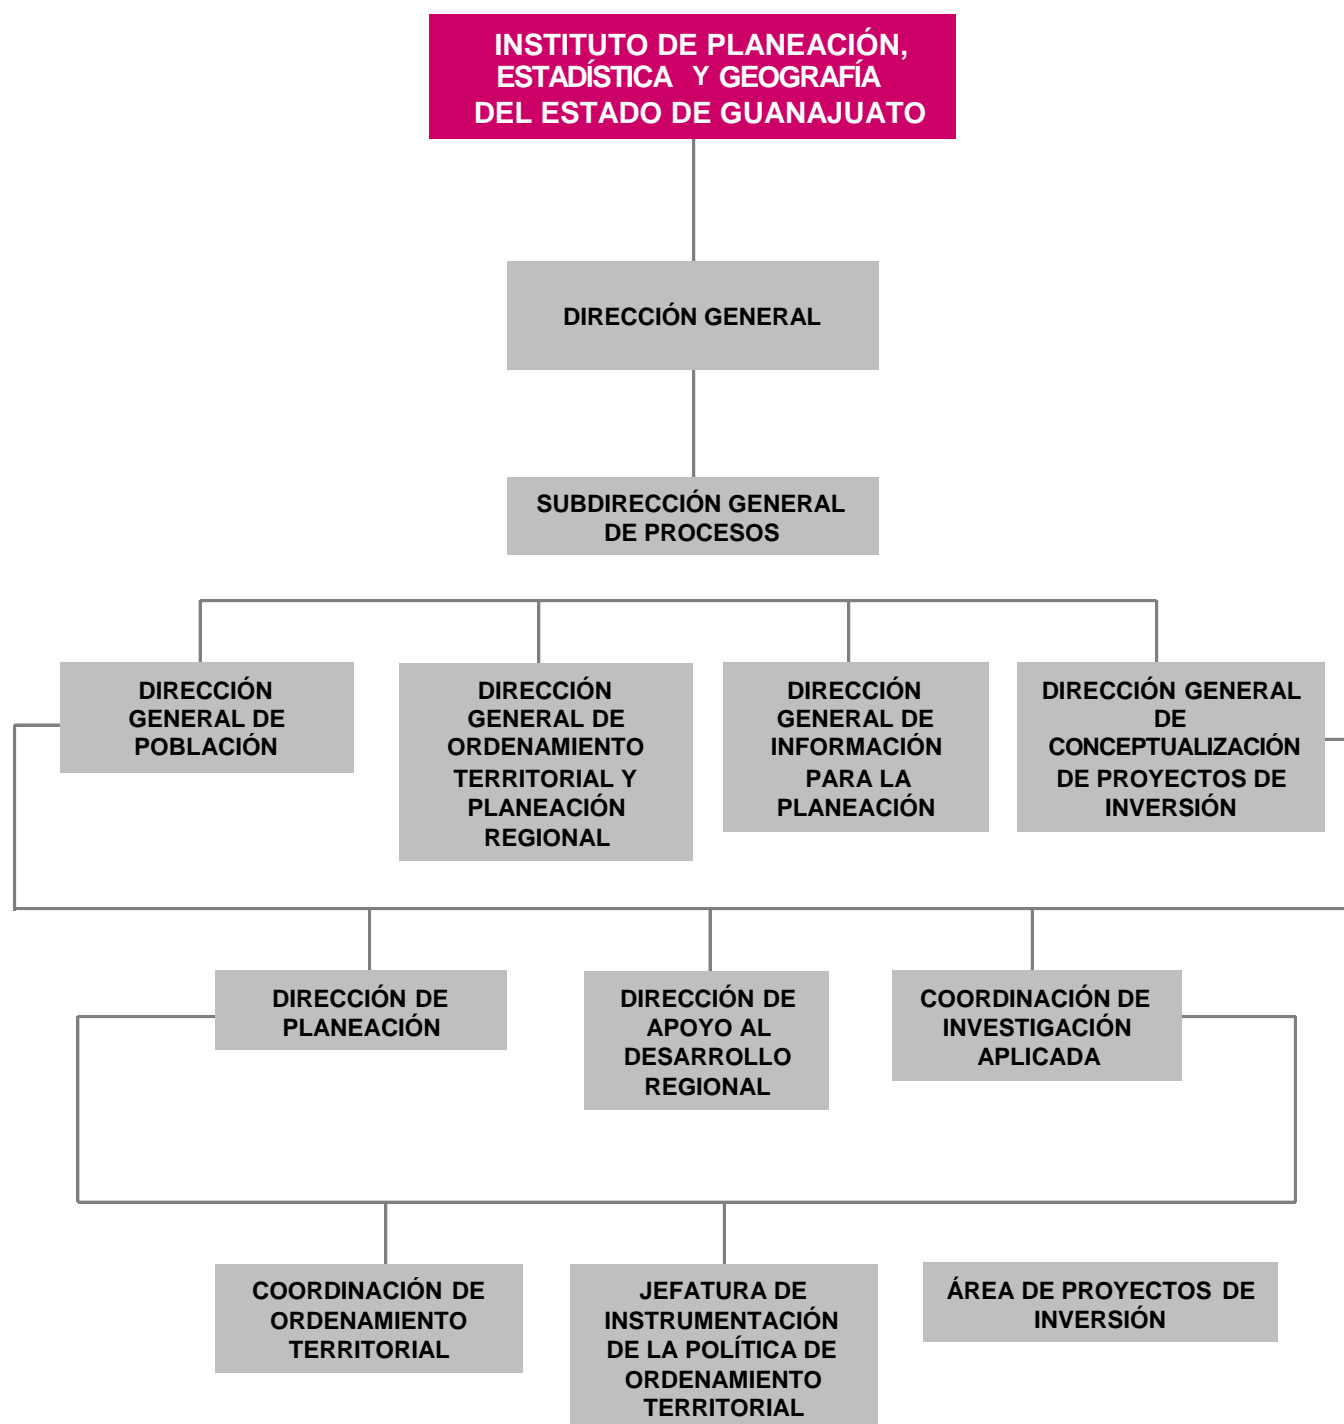 INSTITUTO DE PLANEACIÓN,
ESTADÍSTICA Y GEOGRAFÍA
DEL ESTADO DE GUANAJUATO
DIRECCIÓN GENERAL
SUBDIRECCIÓN GENERAL
DE PROCESOS
DIRECCIÓN
GENERAL DE
POBLACIÓN
DIRECCIÓN
GENERAL DE
ORDENAMIENTO
TERRITORIAL Y
PLANEACIÓN
REGIONAL
DIRECCIÓN
GENERAL DE
INFORMACIÓN
PARA LA
PLANEACIÓN
DIRECCIÓN GENERAL
DE
CONCEPTUALIZACIÓN
DE PROYECTOS DE
INVERSIÓN
DIRECCIÓN DE
PLANEACIÓN
DIRECCIÓN DE
APOYO AL
DESARROLLO
REGIONAL
COORDINACIÓN DE
INVESTIGACIÓN
APLICADA
COORDINACIÓN DE
ORDENAMIENTO
TERRITORIAL
JEFATURA DE
INSTRUMENTACIÓN
DE LA POLÍTICA DE
ORDENAMIENTO
TERRITORIAL
ÁREA DE PROYECTOS DE
INVERSIÓN